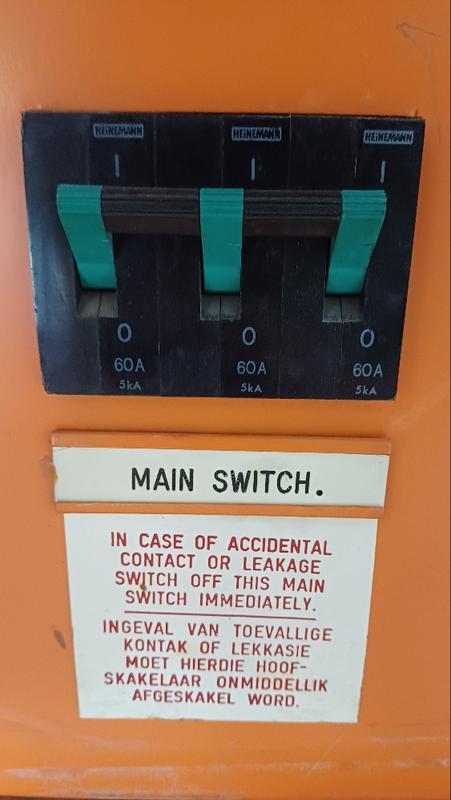 HEINEMANN HEINEMANN HEINEMANN
I I I
O O O
60A 60A 60A
5kA 5kA 5kA
MAIN SWITCH.
IN CASE OF ACCIDENTAL
CONTACT OR LEAKAGE
SWITCH OFF THIS MAIN
SWITCH IMMEDIATELY.
INGEVAL VAN TOEVALLIGE
KONTAK OF LEKKASIE
MOET HIERDIE HOOF-
SKAKELAAR ONMIDDELLIK
AFGESKAKEL WORD.